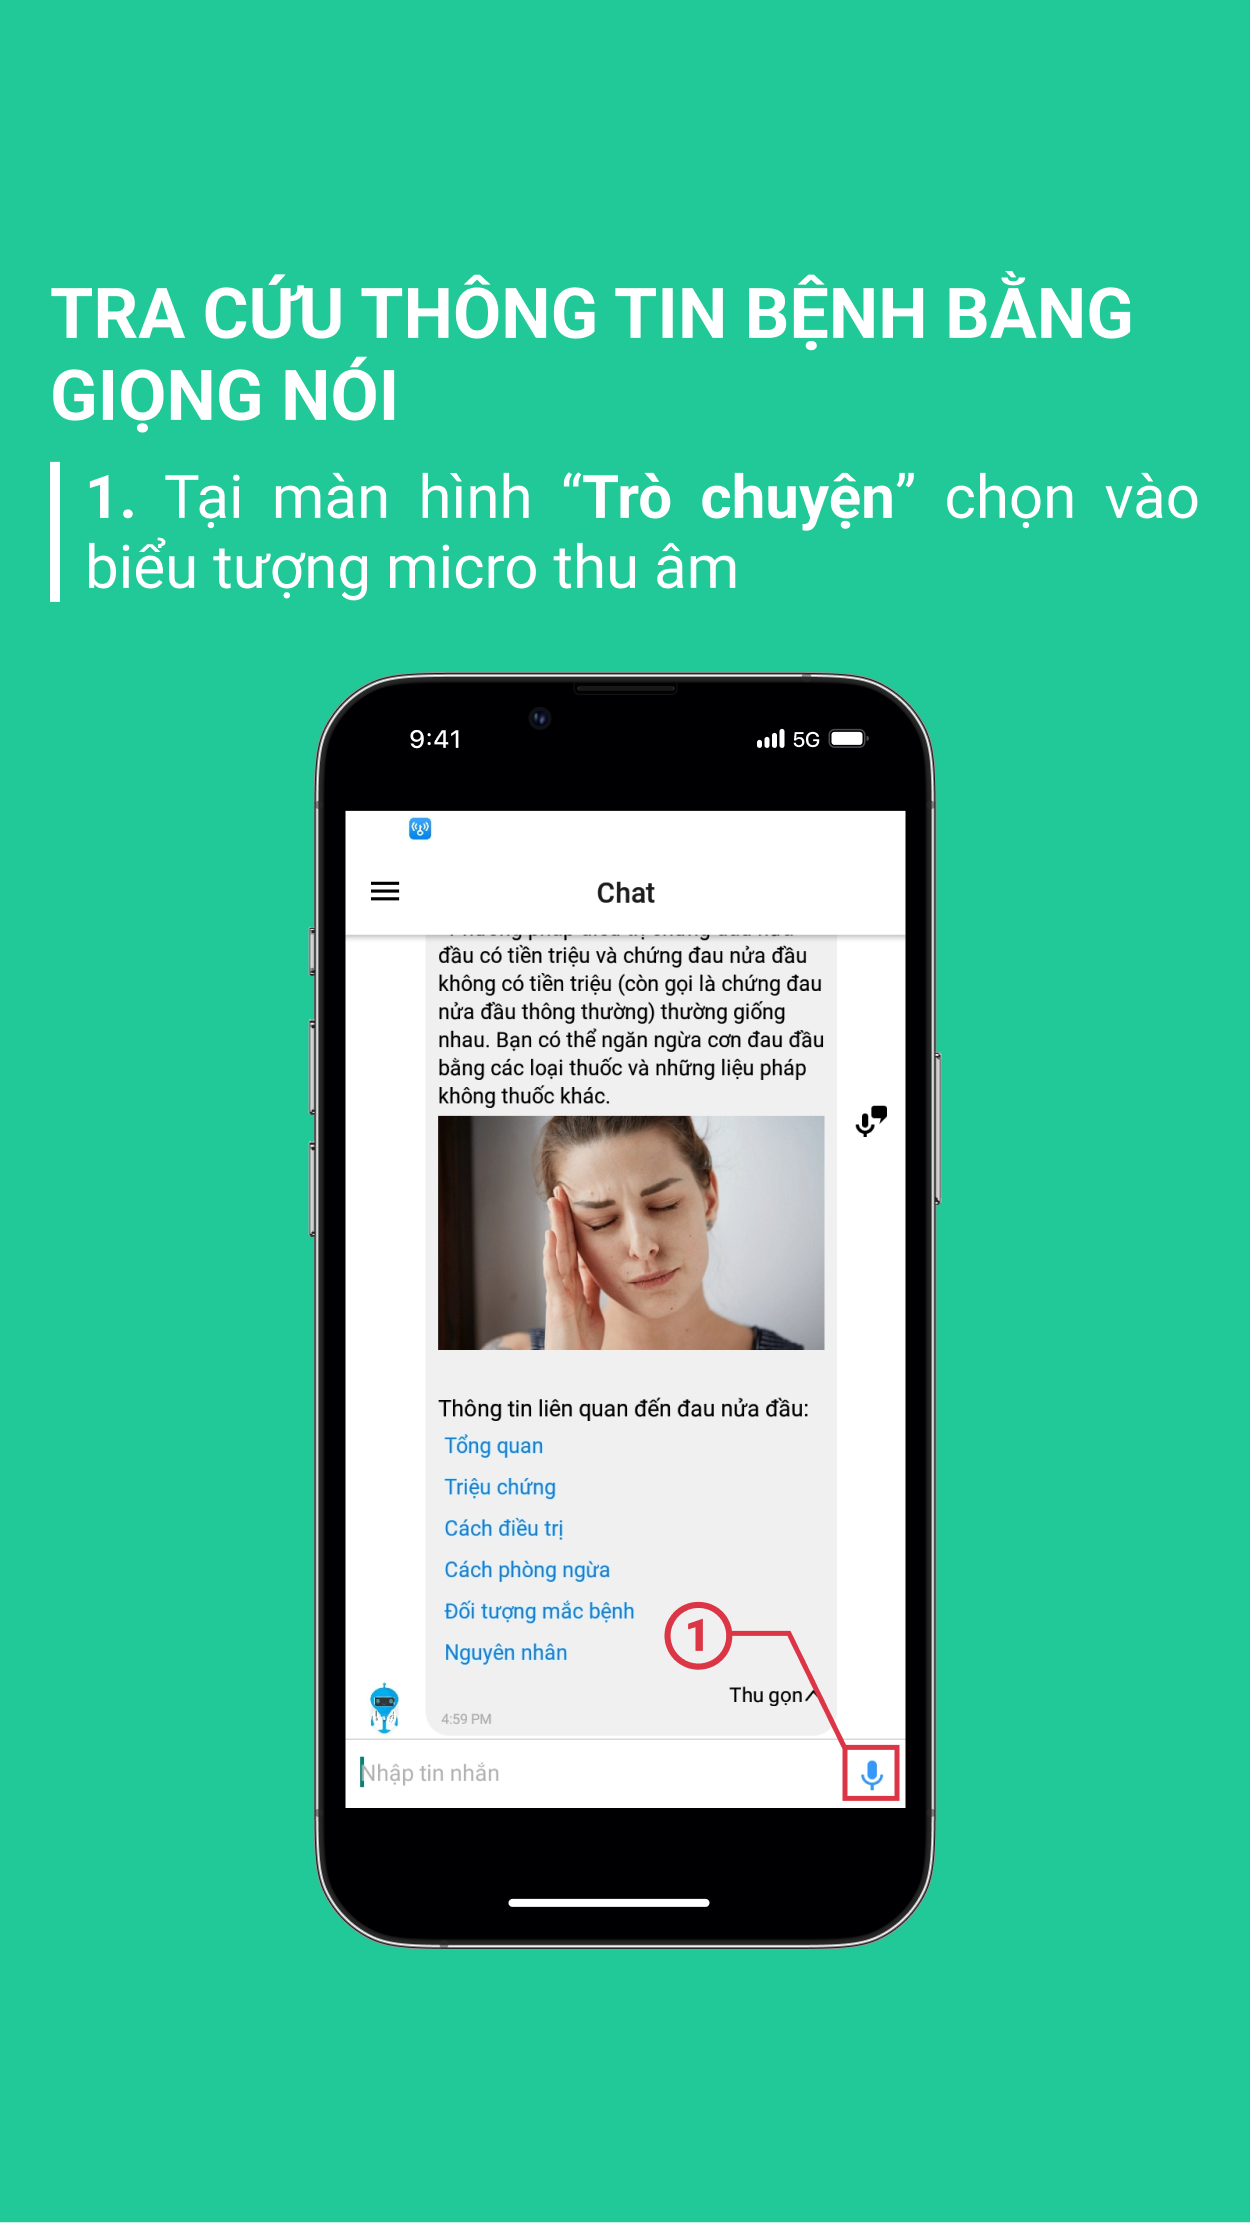 TRA CỨU THÔNG TIN BỆNH BẰNG
GIỌNG NÓI
1. Tại màn hình “Trò chuyện” chọn vào
biểu tượng micro thu âm
9:41
5G
Chat
đầu có tiền triệu và chứng đau nửa đầu
không có tiền triệu (còn gọi là chứng đau
nửa đầu thông thường) thường giống
nhau. Bạn có thể ngăn ngừa cơn đau đầu
bằng các loại thuốc và những liệu pháp
không thuốc khác.
Thông tin liên quan đến đau nửa đầu:
Tổng quan
Triệu chứng
Cách điều trị
Cách phòng ngừa
Đối tượng mắc bệnh
1
Nguyên nhân
Thu gọn
4:59 PM
Nhập tin nhắn